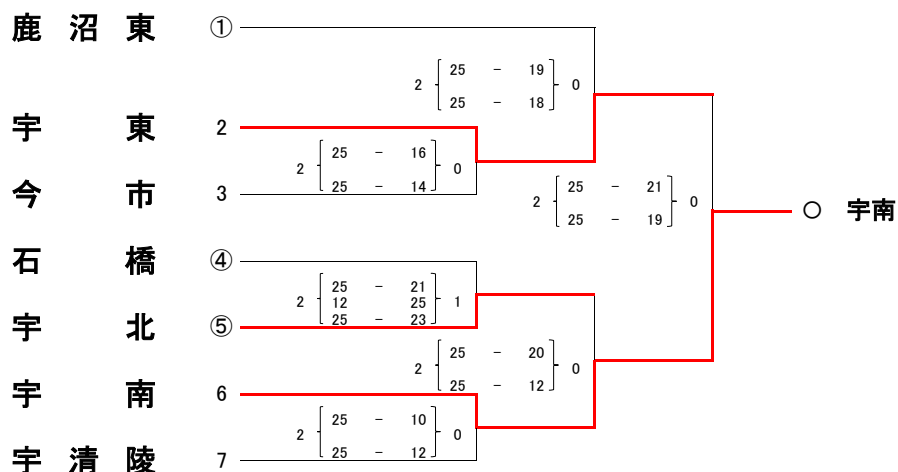 鹿沼東 ①
2 25 - 19 0
25 - 18
宇東 2
2 25 - 16 0
25 - 14
今市 3
2 25 - 21 0
25 - 19
○ 宇南
石橋 ④
2 25 - 21 1
12 25
25 - 23
宇北 ⑤
2 25 - 20 0
25 - 12
宇南 6
2 25 - 10 0
25 - 12
宇清陵 7